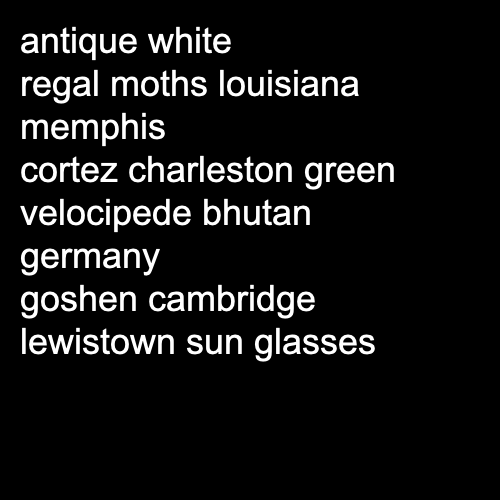 antique white
regal moths louisiana
memphis
cortez charleston green
velocipede bhutan
germany
goshen cambridge
lewistown sun glasses